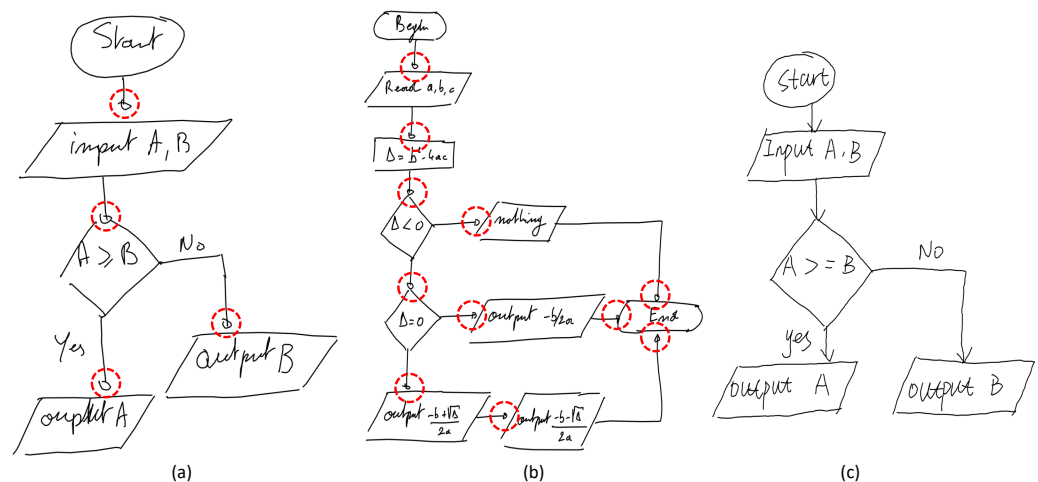 Start
input A, B
A ⩾ B
No
Yes
output B
ouptut A
(a)
Begin
Read a, b, c
Δ = b²-4ac
Δ < 0
nothing
Δ = 0
output -b/2a
End
output -b+√Δ/2a
output -b-√Δ/2a
(b)
Start
Input A, B
A >= B
No
yes
output A
output B
(c)